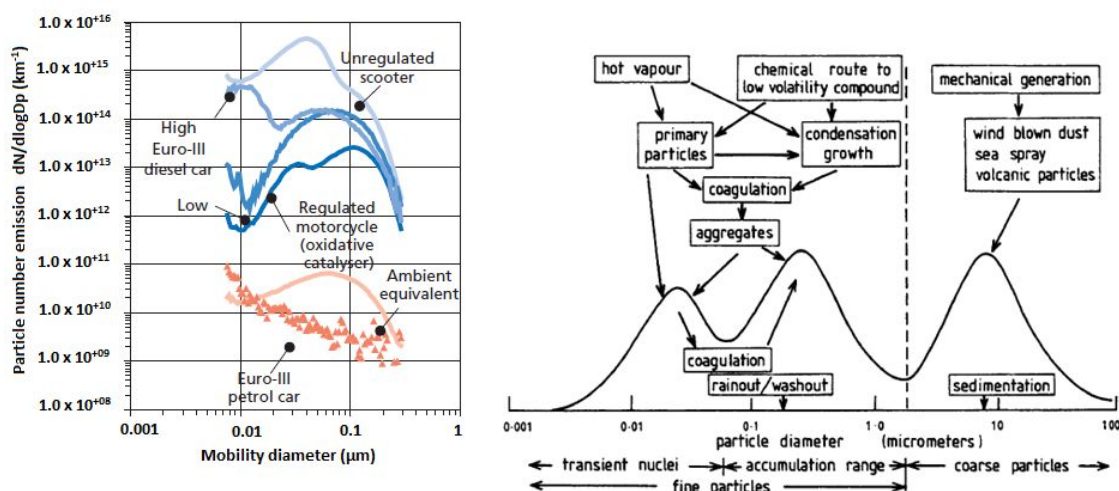 Particle number emission dN/dlogDp (km⁻¹)
1.0 x 10⁺¹⁶
1.0 x 10⁺¹⁵
1.0 x 10⁺¹⁴
1.0 x 10⁺¹³
1.0 x 10⁺¹²
1.0 x 10⁺¹¹
1.0 x 10⁺¹⁰
1.0 x 10⁺⁰⁹
1.0 x 10⁺⁰⁸
Unregulated
scooter
High
Euro-III
diesel car
Low
Regulated
motorcycle
(oxidative
catalyser)
Ambient
equivalent
Euro-III
petrol car
0.001
0.01
0.1
1
Mobility diameter (µm)
hot vapour
chemical route to
low volatility compound
mechanical generation
primary
particles
condensation
growth
wind blown dust
sea spray
volcanic particles
coagulation
aggregates
coagulation
rainout/washout
sedimentation
0·001
0·01
0·1
1·0
10
100
particle diameter (micrometers)
transient nuclei
accumulation range
coarse particles
fine particles